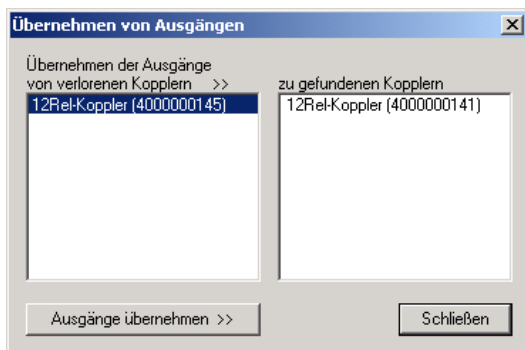 Übernehmen von Ausgängen
Übernehmen der Ausgänge
von verlorenen Kopplern >>
zu gefundenen Kopplern
12Rel-Koppler (4000000145)
12Rel-Koppler (4000000141)
Ausgänge übernehmen >>
Schließen